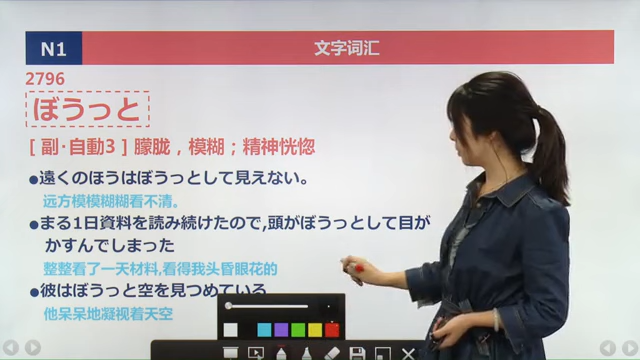 N1
文字词汇
2796
ぼうっと
[ 副·自動3 ] 朦胧，模糊；精神恍惚
●遠くのほうはぼうっとして見えない。
远方模模糊糊看不清。
●まる1日資料を読み続けたので,頭がぼうっとして目が
かすんでしまった
整整看了一天材料,看得我头昏眼花的
●彼はぼうっと空を見つめている
他呆呆地凝视着天空